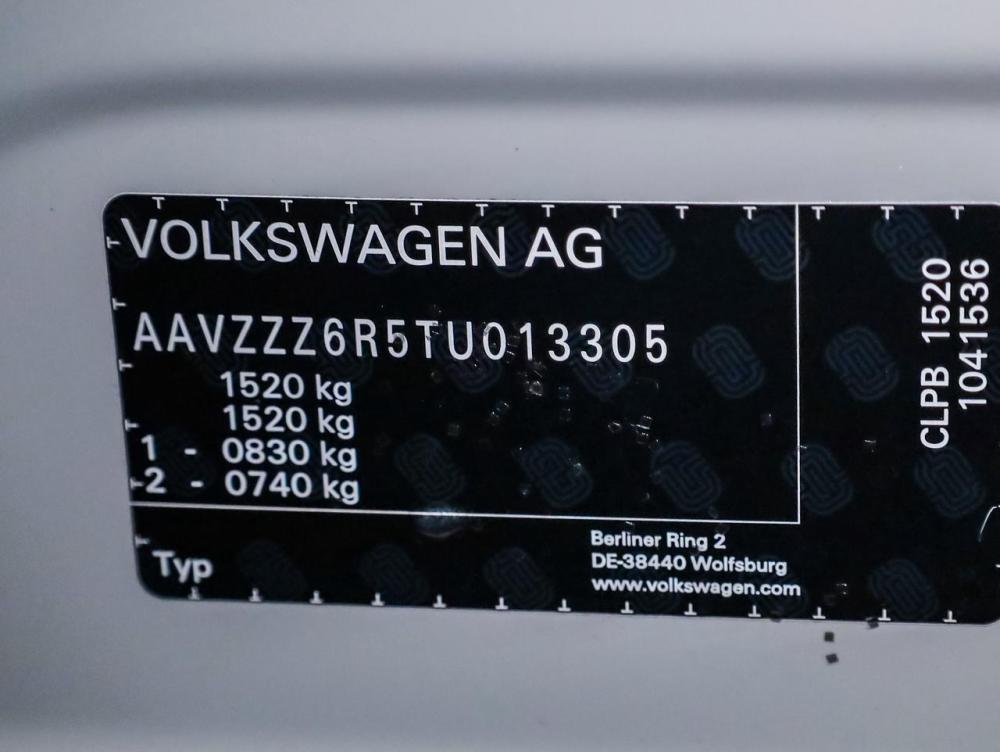 VOLKSWAGEN AG
AAVZZZ6R5TU013305
1520 kg
1520 kg
1 - 0830 kg
2 - 0740 kg
Typ
Berliner Ring 2
DE-38440 Wolfsburg
www.volkswagen.com
CLPB 1520
1041536